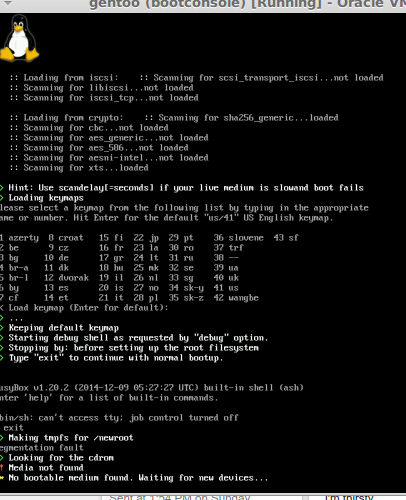 gentoo (bootconsole) [Running] - Oracle VM
:: Loading from iscsi:    :: Scanning for scsi_transport_iscsi...not loaded
:: Scanning for libiscsi...not loaded
:: Scanning for iscsi_tcp...not loaded
:: Loading from crypto:    :: Scanning for sha256_generic...loaded
:: Scanning for cbc...not loaded
:: Scanning for aes_generic...not loaded
:: Scanning for aes_586...not loaded
:: Scanning for aesni-intel...not loaded
:: Scanning for xts...loaded
> Hint: Use scandelay[=seconds] if your live medium is slowand boot fails
> Loading keymaps
lease select a keymap from the following list by typing in the appropriate
ame or number. Hit Enter for the default "us/41" US English keymap.
1 azerty 8 croat 15 fi 22 jp 29 pt 36 slovene 43 sf
2 be 9 cz 16 fr 23 la 30 ro 37 trf
3 bg 10 de 17 gr 24 lt 31 ru 38 --
4 br-a 11 dk 18 hu 25 mk 32 se 39 ua
5 br-l 12 dvorak 19 il 26 nl 33 sg 40 uk
6 by 13 es 20 is 27 no 34 sk-y 41 us
7 cf 14 et 21 it 28 pl 35 sk-z 42 wangbe
< Load keymap (Enter for default):
> ...
> Keeping default keymap
> Starting debug shell as requested by "debug" option.
> Stopping by: before setting up the root filesystem
> Type "exit" to continue with normal bootup.
usyBox v1.20.2 (2014-12-09 05:27:27 UTC) built-in shell (ash)
nter 'help' for a list of built-in commands.
bin/sh: can't access tty; job control turned off
exit
> Making tmpfs for /newroot
egmentation fault
> Looking for the cdrom
! Media not found
* No bootable medium found. Waiting for new devices...
Sent at 1:54 PM on Sunday
I'm thirsty